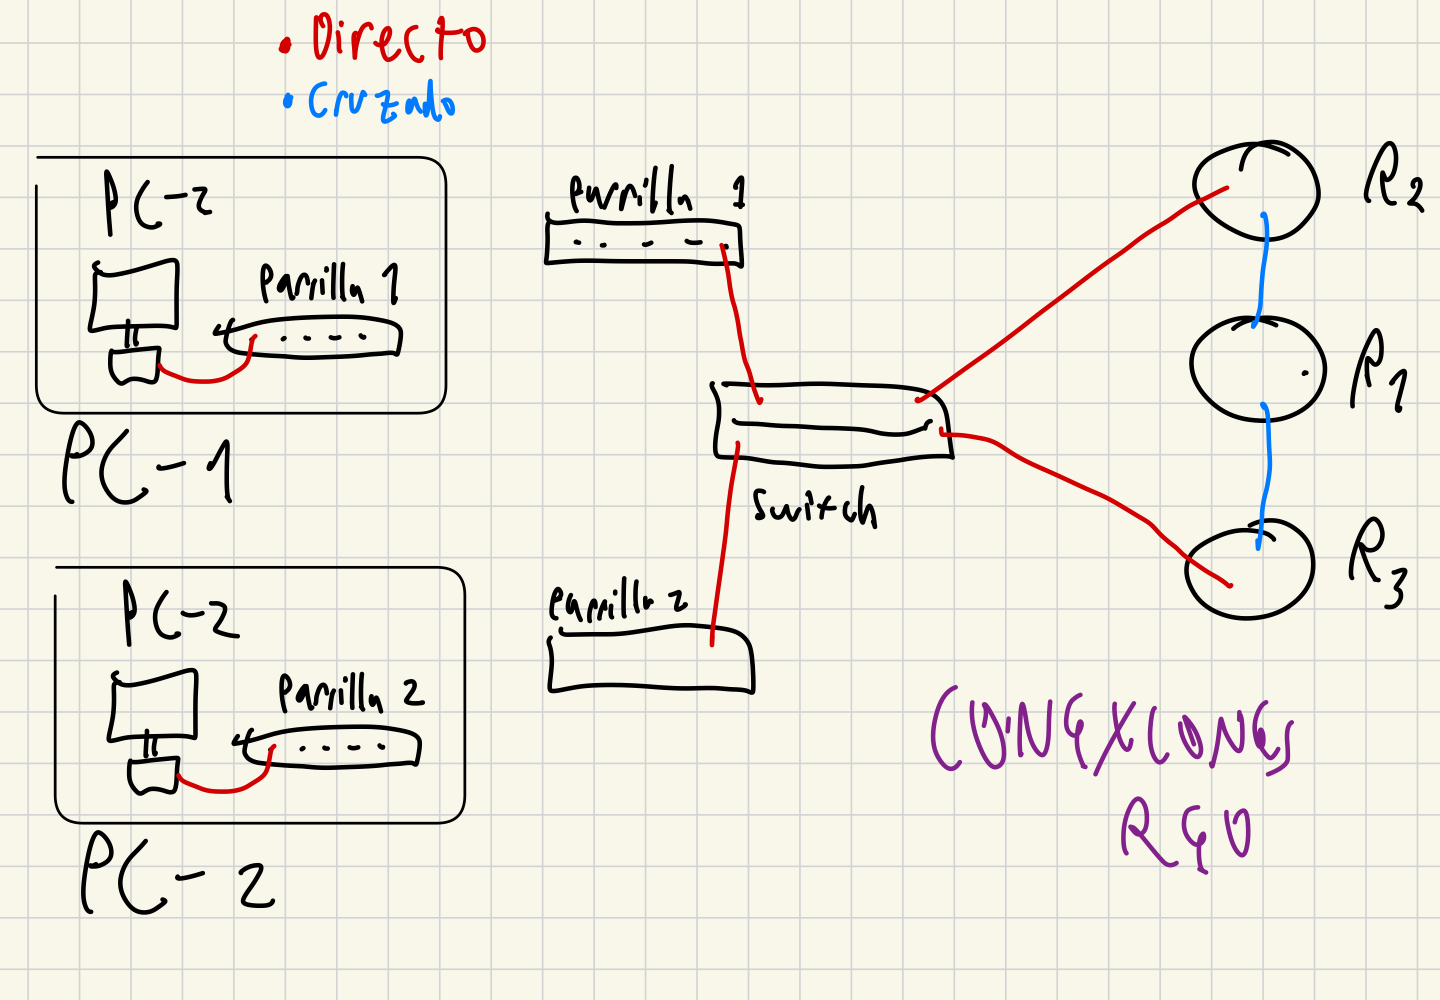 • Directo
• Cruzado
PC-2
Parrilla 1
PC-1
PC-2
Parrilla 2
PC-2
Parrilla 1
Switch
Parrilla 2
R2
R1
R3
CONEXIONES
RED